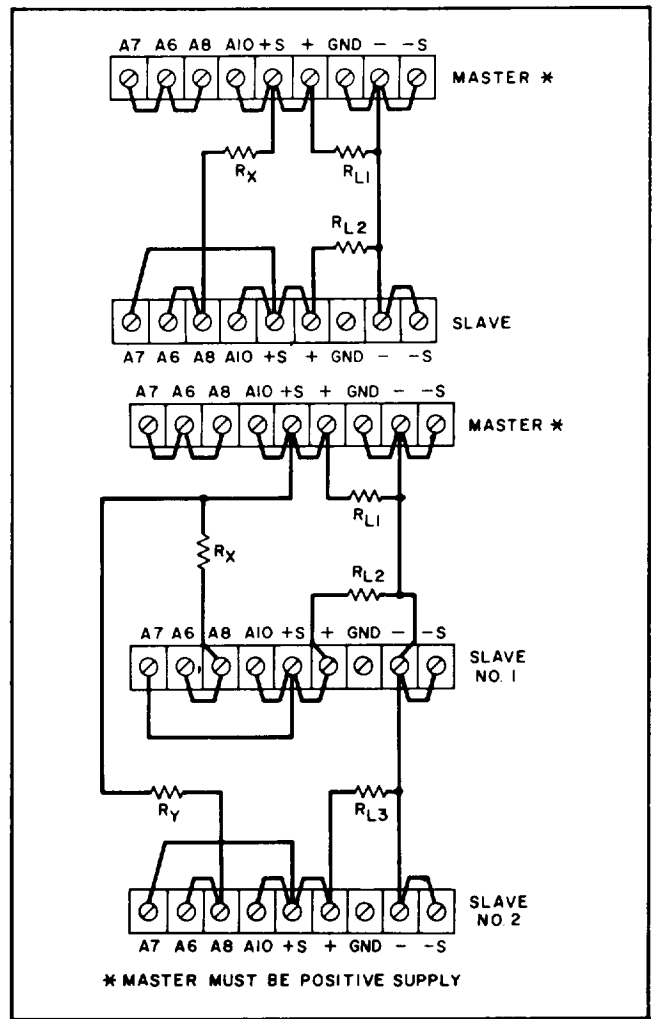 A7 A6 A8 A10 +S + GND - -S
MASTER *
RX
RL1
RL2
SLAVE
A7 A6 A8 A10 +S + GND - -S
A7 A6 A8 A10 +S + GND - -S
MASTER *
RL1
RX
RL2
A7 A6 A8 A10 +S + GND - -S
SLAVE
NO. 1
RY
RL3
SLAVE
NO. 2
A7 A6 A8 A10 +S + GND - -S
* MASTER MUST BE POSITIVE SUPPLY